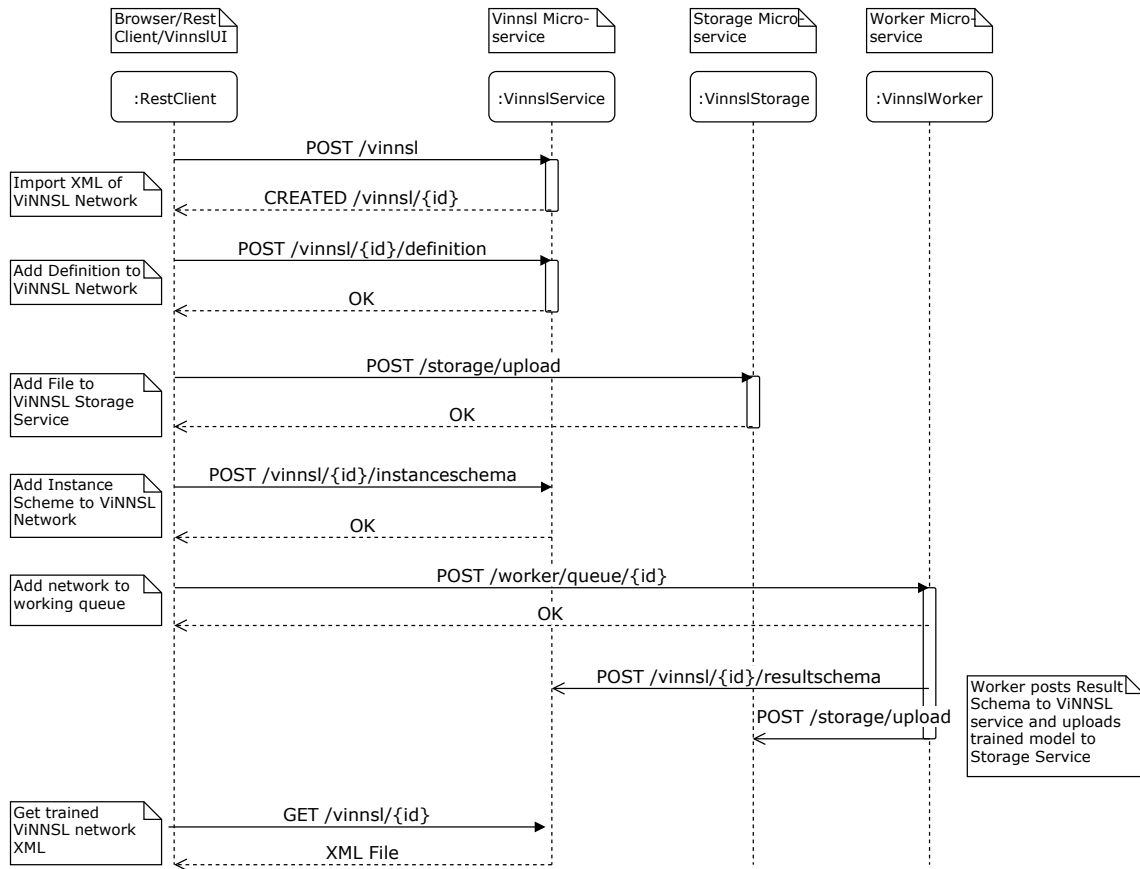 Browser/Rest
Client/VinnslUI
Vinnsl Micro-
service
Storage Micro-
service
Worker Micro-
service
:RestClient
:VinnslService
:VinnslStorage
:VinnslWorker
POST /vinnsl
Import XML of
ViNNSL Network
CREATED /vinnsl/{id}
POST /vinnsl/{id}/definition
Add Definition to
ViNNSL Network
OK
POST /storage/upload
Add File to
ViNNSL Storage
Service
OK
POST /vinnsl/{id}/instanceschema
Add Instance
Scheme to ViNNSL
Network
OK
POST /worker/queue/{id}
Add network to
working queue
OK
POST /vinnsl/{id}/resultschema
Worker posts Result
Schema to ViNNSL
service and uploads
trained model to
Storage Service
POST /storage/upload
Get trained
ViNNSL network
XML
GET /vinnsl/{id}
XML File